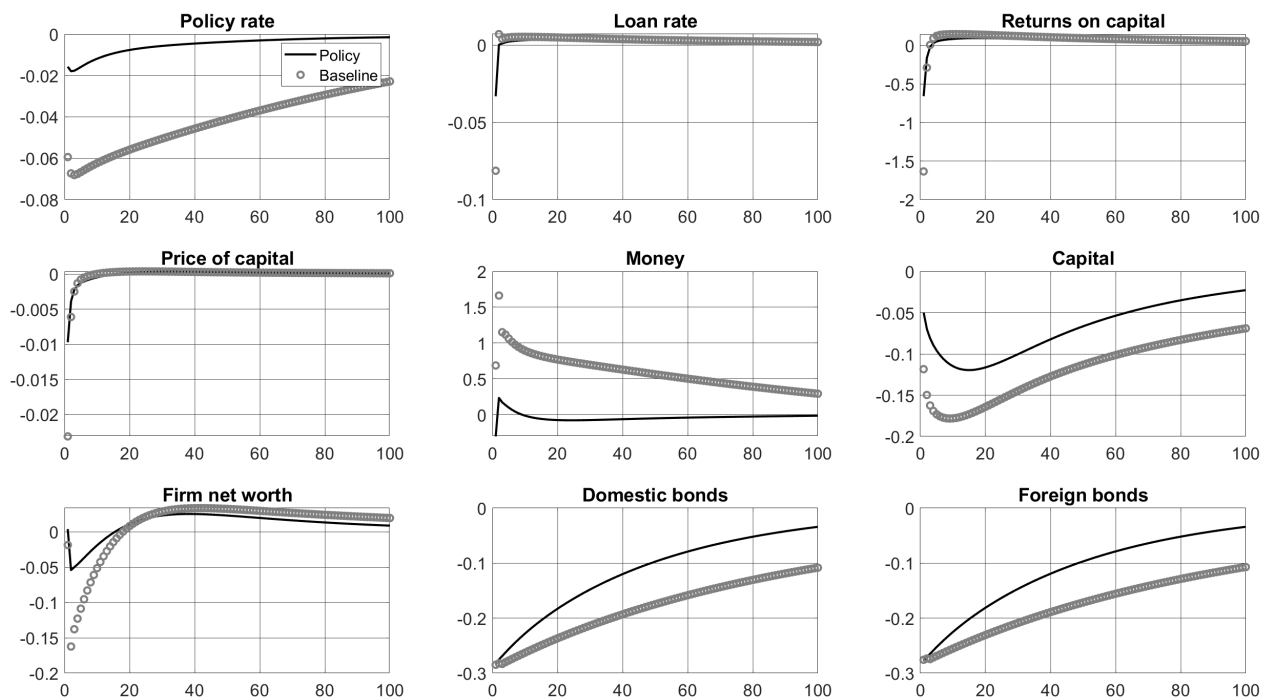 Policy rate
0
-0.02
-0.04
-0.06
-0.08
0 20 40 60 80 100
Policy
Baseline
Loan rate
0
-0.05
-0.1
0 20 40 60 80 100
Returns on capital
0
-0.5
-1
-1.5
-2
0 20 40 60 80 100
Price of capital
0
-0.005
-0.01
-0.015
-0.02
0 20 40 60 80 100
Money
2
1.5
1
0.5
0
0 20 40 60 80 100
Capital
0
-0.05
-0.1
-0.15
-0.2
0 20 40 60 80 100
Firm net worth
0
-0.05
-0.1
-0.15
-0.2
0 20 40 60 80 100
Domestic bonds
0
-0.1
-0.2
-0.3
0 20 40 60 80 100
Foreign bonds
0
-0.1
-0.2
-0.3
0 20 40 60 80 100